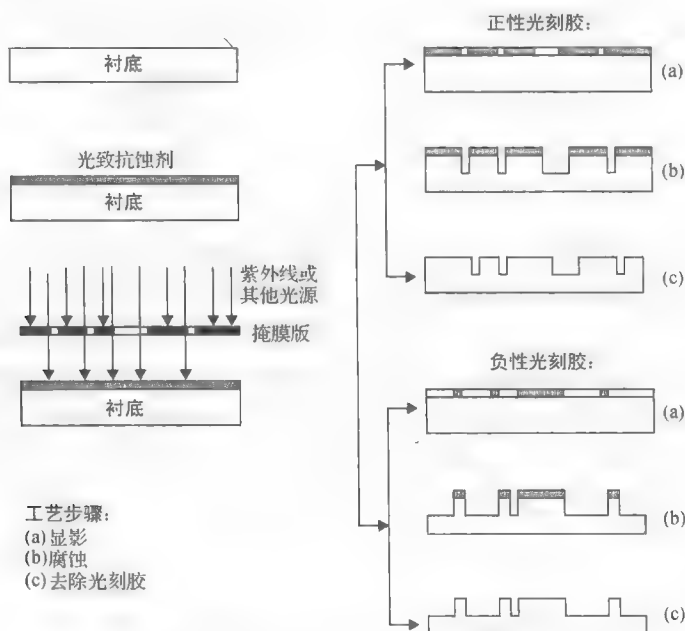 衬底
光致抗蚀剂
衬底
紫外线或
其他光源
掩膜版
衬底
工艺步骤：
(a)显影
(b)腐蚀
(c)去除光刻胶
正性光刻胶：
(a)
(b)
(c)
负性光刻胶：
(a)
(b)
(c)